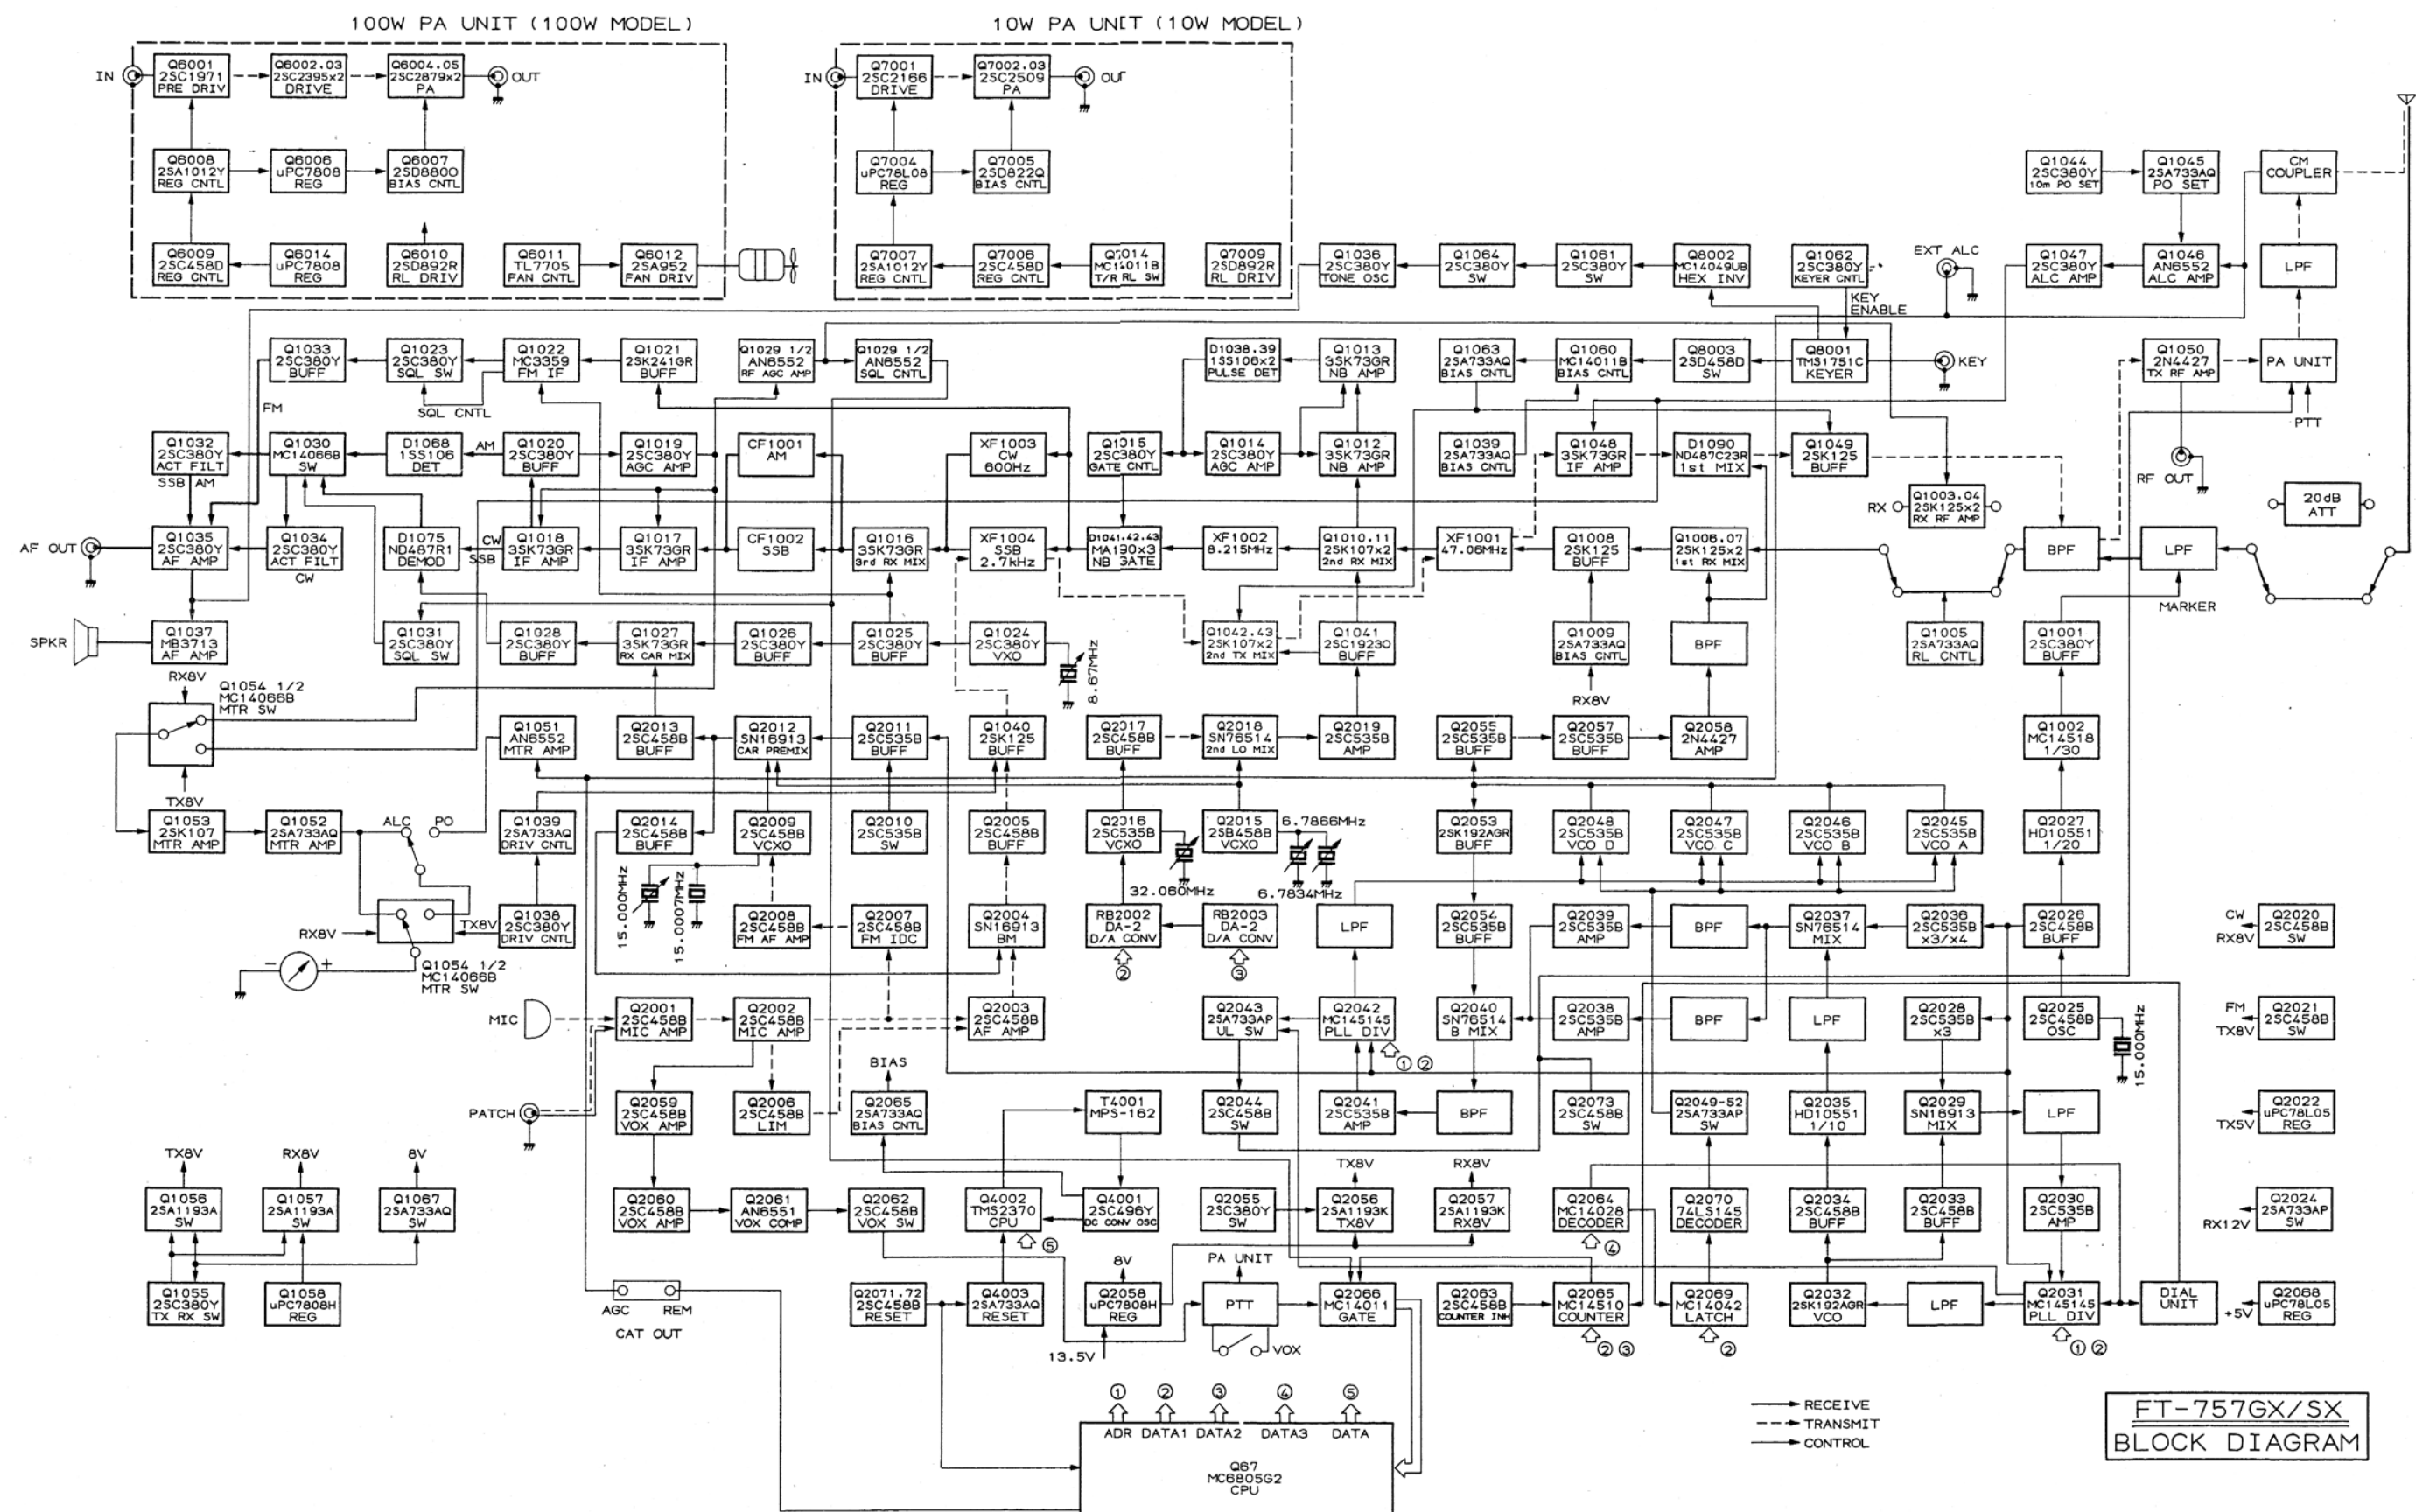 100W PA UNIT (100W MODEL)
10W PA UNIT (10W MODEL)
IN
Q6001
2SC1971
PRE DRIV
Q6002.03
2SC2395x2
DRIVE
Q6004.05
2SC2879x2
PA
OUT
IN
Q7001
2SC2166
DRIVE
Q7002.03
2SC2509
PA
OUT
Q6008
2SA1012Y
REG CNTL
Q6006
uPC7808
REG
Q6007
2SD880O
BIAS CNTL
Q7004
uPC78L08
REG
Q7005
2SD822Q
BIAS CNTL
Q1044
2SC380Y
10m PO SET
Q1045
2SA733AQ
PO SET
CM
COUPLER
Q6009
2SC458D
REG CNTL
Q6014
uPC7808
REG
Q6010
2SD892R
RL DRIV
Q6011
TL7705
FAN CNTL
Q6012
2SA952
FAN DRIV
Q7007
2SA1012Y
REG CNTL
Q7006
2SC458D
REG CNTL
Q7014
MC14011B
T/R RL SW
Q7009
2SD892R
RL DRIV
Q1036
2SC380Y
TONE OSC
Q1064
2SC380Y
SW
Q1061
2SC380Y
SW
Q8002
MC14049UB
HEX INV
Q1062
2SC380Y
KEYER CNTL
KEY
ENABLE
EXT ALC
Q1047
2SC380Y
ALC AMP
Q1046
AN6552
ALC AMP
LPF
Q1033
2SC380Y
BUFF
Q1023
2SC380Y
SQL SW
Q1022
MC3359
FM IF
Q1021
2SK241GR
BUFF
Q1029 1/2
AN6552
RF AGC AMP
Q1029 1/2
AN6552
SQL CNTL
D1038.39
1SS106x2
PULSE DET
Q1013
3SK73GR
NB AMP
Q1063
2SA733AQ
BIAS CNTL
Q1060
MC14011B
BIAS CNTL
Q8003
2SD458D
SW
Q8001
TMS1751C
KEYER
KEY
Q1050
2N4427
TX RF AMP
PA UNIT
FM
SQL CNTL
PTT
Q1032
2SC380Y
ACT FILT
SSB AM
Q1030
MC14066B
SW
D1068
1SS106
DET
AM
Q1020
2SC380Y
BUFF
Q1019
2SC380Y
AGC AMP
CF1001
AM
XF1003
CW
600Hz
Q1015
2SC380Y
GATE CNTL
Q1014
2SC380Y
AGC AMP
Q1012
3SK73GR
NB AMP
Q1039
2SA733AQ
BIAS CNTL
Q1048
3SK73GR
IF AMP
D1090
ND487C23R
1st MIX
Q1049
2SK125
BUFF
RF OUT
RX
Q1003.04
2SK125x2
RX RF AMP
20dB
ATT
AF OUT
Q1035
2SC380Y
AF AMP
Q1034
2SC380Y
ACT FILT
CW
D1075
ND487R1
DEMOD
CW
SSB
Q1018
3SK73GR
IF AMP
Q1017
3SK73GR
IF AMP
CF1002
SSB
Q1016
3SK73GR
3rd RX MIX
XF1004
SSB
2.7kHz
D1041.42.43
MA190x3
NB GATE
XF1002
8.215MHz
Q1010.11
2SK107x2
2nd RX MIX
XF1001
47.06MHz
Q1008
2SK125
BUFF
Q1006.07
2SK125x2
1st RX MIX
BPF
LPF
MARKER
SPKR
Q1037
MB3713
AF AMP
Q1031
2SC380Y
SQL SW
Q1028
2SC380Y
BUFF
Q1027
3SK73GR
RX CAR MIX
Q1026
2SC380Y
BUFF
Q1025
2SC380Y
BUFF
Q1024
2SC380Y
VXO
8.67MHz
Q1042.43
2SK107x2
2nd TX MIX
Q1041
2SC1923O
BUFF
Q1009
2SA733AQ
BIAS CNTL
RX8V
BPF
Q1005
2SA733AQ
RL CNTL
Q1001
2SC380Y
BUFF
RX8V
Q1054 1/2
MC14066B
MTR SW
TX8V
Q1051
AN6552
MTR AMP
Q2013
2SC458B
BUFF
Q2012
SN16913
CAR PREMIX
Q2011
2SC535B
BUFF
Q1040
2SK125
BUFF
Q2017
2SC458B
BUFF
Q2018
SN76514
2nd LO MIX
Q2019
2SC535B
AMP
Q2055
2SC535B
BUFF
Q2057
2SC535B
BUFF
Q2058
2N4427
AMP
Q1002
MC14518
1/30
Q1053
2SK107
MTR AMP
Q1052
2SA733AQ
MTR AMP
ALC
PO
Q1039
2SA733AQ
DRIV CNTL
Q2014
2SC458B
BUFF
Q2009
2SC458B
VCXO
Q2010
2SC535B
SW
Q2005
2SC458B
BUFF
Q2016
2SC535B
VCXO
32.060MHz
Q2015
2SB458B
VCXO
6.7866MHz
6.7834MHz
Q2053
2SK192AGR
BUFF
Q2048
2SC535B
VCO D
Q2047
2SC535B
VCO C
Q2046
2SC535B
VCO B
Q2045
2SC535B
VCO A
Q2027
HD10551
1/20
15.000MHz
15.0007MHz
RX8V
TX8V
Q1038
2SC380Y
DRIV CNTL
Q2008
2SC458B
FM AF AMP
Q2007
2SC458B
FM IDC
Q2004
SN16913
BM
RB2002
DA-2
D/A CONV
②
RB2003
DA-2
D/A CONV
③
LPF
Q2054
2SC535B
BUFF
Q2039
2SC535B
AMP
BPF
Q2037
SN76514
MIX
Q2036
2SC535B
x3/x4
Q2026
2SC458B
BUFF
CW
RX8V
Q2020
2SC458B
SW
- +
Q1054 1/2
MC14066B
MTR SW
MIC
Q2001
2SC458B
MIC AMP
Q2002
2SC458B
MIC AMP
Q2003
2SC458B
AF AMP
Q2043
2SA733AP
UL SW
Q2042
MC145145
PLL DIV
① ②
Q2040
SN76514
B MIX
Q2038
2SC535B
AMP
BPF
LPF
Q2028
2SC535B
x3
Q2025
2SC458B
OSC
15.000MHz
FM
TX8V
Q2021
2SC458B
SW
PATCH
Q2059
2SC458B
VOX AMP
Q2006
2SC458B
LIM
BIAS
Q2065
2SA733AQ
BIAS CNTL
T4001
MPS-162
Q2044
2SC458B
SW
Q2041
2SC535B
AMP
BPF
Q2073
2SC458B
SW
Q2049-52
2SA733AP
SW
Q2035
HD10551
1/10
Q2029
SN16913
MIX
LPF
TX5V
Q2022
uPC78L05
REG
TX8V
Q1056
2SA1193A
SW
RX8V
Q1057
2SA1193A
SW
8V
Q1067
2SA733AQ
SW
Q2060
2SC458B
VOX AMP
Q2061
AN6551
VOX COMP
Q2062
2SC458B
VOX SW
Q4002
TMS2370
CPU
⑤
Q4001
2SC496Y
DC CONV OSC
Q2055
2SC380Y
SW
TX8V
Q2056
2SA1193K
TX8V
RX8V
Q2057
2SA1193K
RX8V
Q2064
MC14028
DECODER
④
Q2070
74LS145
DECODER
Q2034
2SC458B
BUFF
Q2033
2SC458B
BUFF
Q2030
2SC535B
AMP
RX12V
Q2024
2SA733AP
SW
Q1055
2SC380Y
TX RX SW
Q1058
uPC7808H
REG
AGC REM
CAT OUT
Q2071.72
2SC458B
RESET
Q4003
2SA733AQ
RESET
8V
Q2058
uPC7808H
REG
13.5V
PA UNIT
PTT
VOX
Q2066
MC14011
GATE
Q2063
2SC458B
COUNTER INH
Q2065
MC14510
COUNTER
② ③
Q2069
MC14042
LATCH
②
Q2032
2SK192AGR
VCO
LPF
Q2031
MC145145
PLL DIV
① ②
DIAL
UNIT
+5V
Q2068
uPC78L05
REG
① ② ③ ④ ⑤
ADR DATA1 DATA2 DATA3 DATA
Q67
MC6805G2
CPU
RECEIVE
TRANSMIT
CONTROL
FT-757GX/SX
BLOCK DIAGRAM